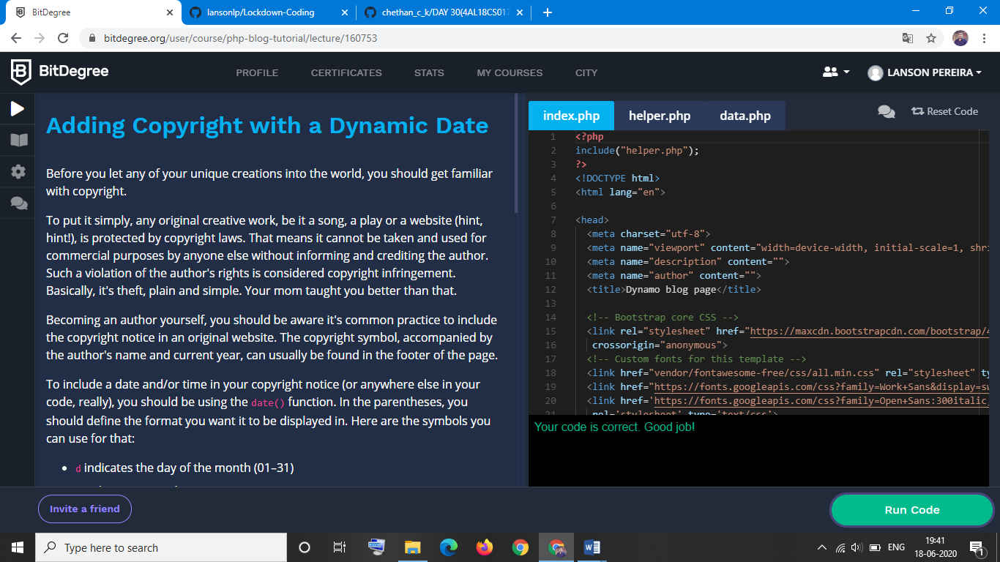 BitDegree
lansonlp/Lockdown-Coding
chethan_c_k/DAY 30(4AL18CS017
bitdegree.org/user/course/php-blog-tutorial/lecture/160753
BitDegree
PROFILE
CERTIFICATES
STATS
MY COURSES
CITY
LANSON PEREIRA
Adding Copyright with a Dynamic Date
Before you let any of your unique creations into the world, you should get familiar
with copyright.
To put it simply, any original creative work, be it a song, a play or a website (hint,
hint!), is protected by copyright laws. That means it cannot be taken and used for
commercial purposes by anyone else without informing and crediting the author.
Such a violation of the author's rights is considered copyright infringement.
Basically, it's theft, plain and simple. Your mom taught you better than that.
Becoming an author yourself, you should be aware it's common practice to include
the copyright notice in an original website. The copyright symbol, accompanied by
the author's name and current year, can usually be found in the footer of the page.
To include a date and/or time in your copyright notice (or anywhere else in your
code, really), you should be using the date() function. In the parentheses, you
should define the format you want it to be displayed in. Here are the symbols you
can use for that:
• d indicates the day of the month (01–31)
index.php
helper.php
data.php
Reset Code
1 <?php
2 include("helper.php");
3 ?>
4 <!DOCTYPE html>
5 <html lang="en">
6
7 <head>
8 <meta charset="utf-8">
9 <meta name="viewport" content="width=device-width, initial-scale=1, shri
10 <meta name="description" content="">
11 <meta name="author" content="">
12 <title>Dynamo blog page</title>
13
14 <!-- Bootstrap core CSS -->
15 <link rel="stylesheet" href="https://maxcdn.bootstrapcdn.com/bootstrap/4
16 crossorigin="anonymous">
17 <!-- Custom fonts for this template -->
18 <link href="vendor/fontawesome-free/css/all.min.css" rel="stylesheet" ty
19 <link href="https://fonts.googleapis.com/css?family=Work+Sans&display=sw
20 <link href='https://fonts.googleapis.com/css?family=Open+Sans:300italic,
21 rel='stylesheet' type='text/css'>
Your code is correct. Good job!
Invite a friend
Run Code
Type here to search
ENG
19:41
18-06-2020
1